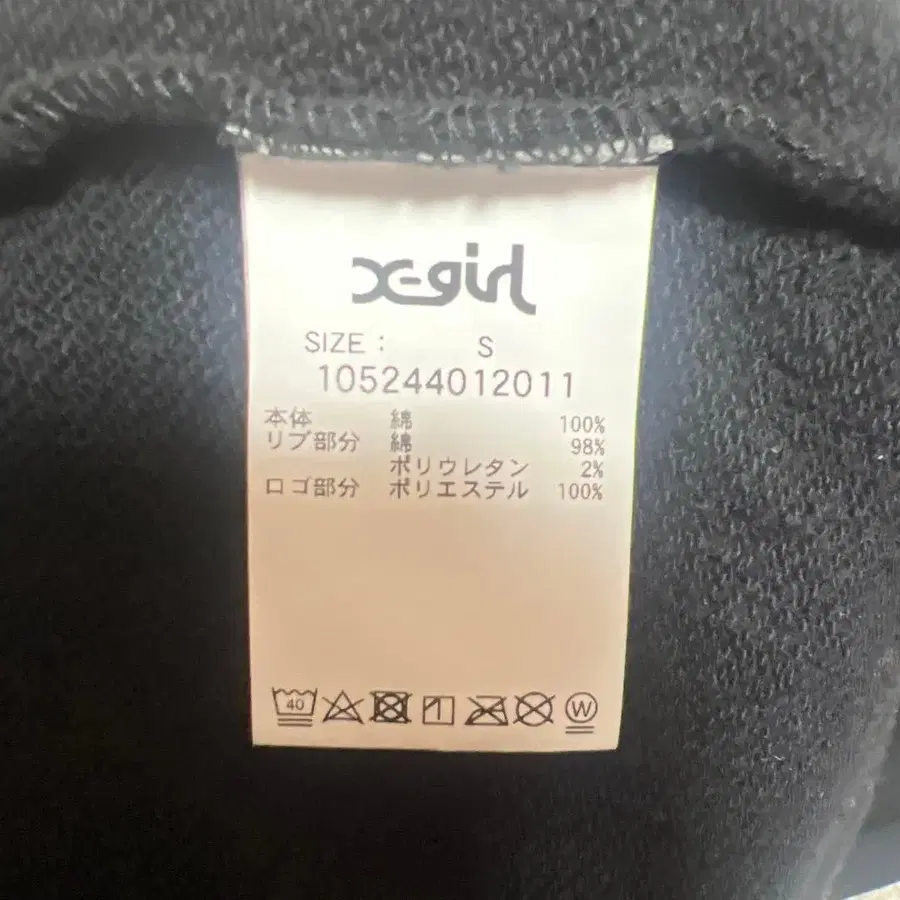 X-girl
SIZE : S
105244012011
本体 綿 100%
リブ部分 綿 98%
ポリウレタン 2%
ロゴ部分 ポリエステル 100%
40
W